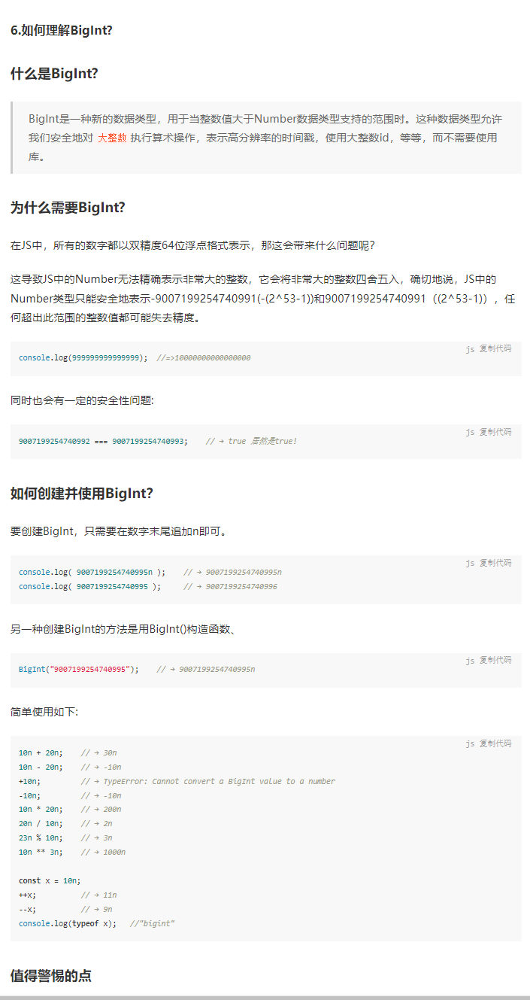 6.如何理解BigInt?
什么是BigInt?
BigInt是一种新的数据类型，用于当整数值大于Number数据类型支持的范围时。这种数据类型允许
我们安全地对 大整数 执行算术操作，表示高分辨率的时间戳，使用大整数id，等等，而不需要使用
库。
为什么需要BigInt?
在JS中，所有的数字都以双精度64位浮点格式表示，那这会带来什么问题呢？
这导致JS中的Number无法精确表示非常大的整数，它会将非常大的整数四舍五入，确切地说，JS中的
Number类型只能安全地表示-9007199254740991(-(2^53-1))和9007199254740991（(2^53-1)），任
何超出此范围的整数值都可能失去精度。
js 复制代码
console.log(999999999999999);  //=>10000000000000000
同时也会有一定的安全性问题:
js 复制代码
9007199254740992 === 9007199254740993;    // → true 居然是true!
如何创建并使用BigInt?
要创建BigInt，只需要在数字末尾追加n即可。
js 复制代码
console.log( 9007199254740995n );    // → 9007199254740995n
console.log( 9007199254740995 );     // → 9007199254740996
另一种创建BigInt的方法是用BigInt()构造函数、
js 复制代码
BigInt("9007199254740995");    // → 9007199254740995n
简单使用如下:
js 复制代码
10n + 20n;    // → 30n
10n - 20n;    // → -10n
+10n;         // → TypeError: Cannot convert a BigInt value to a number
-10n;         // → -10n
10n * 20n;    // → 200n
20n / 10n;    // → 2n
23n % 10n;    // → 3n
10n ** 3n;    // → 1000n
const x = 10n;
++x;          // → 11n
--x;          // → 9n
console.log(typeof x);   //"bigint"
值得警惕的点